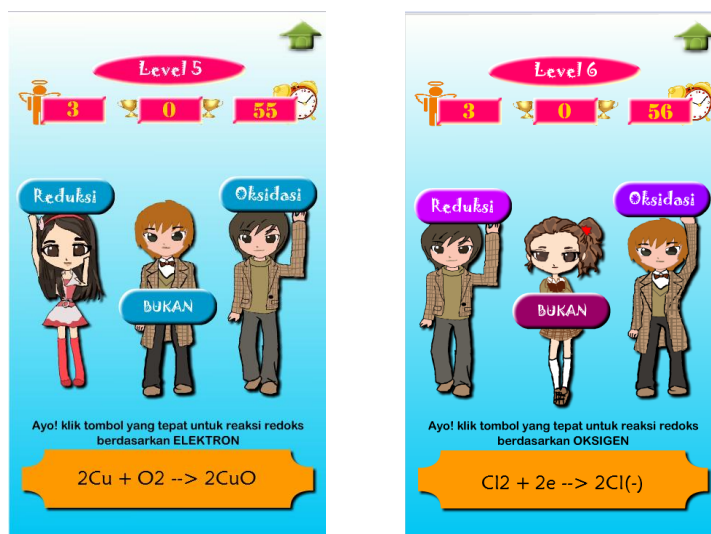 Level 5
3 0 55
Reduksi
Oksidasi
BUKAN
Ayo! klik tombol yang tepat untuk reaksi redoks
berdasarkan ELEKTRON
2Cu + O2 --> 2CuO
Level 6
3 0 56
Reduksi
Oksidasi
BUKAN
Ayo! klik tombol yang tepat untuk reaksi redoks
berdasarkan OKSIGEN
Cl2 + 2e --> 2Cl(-)